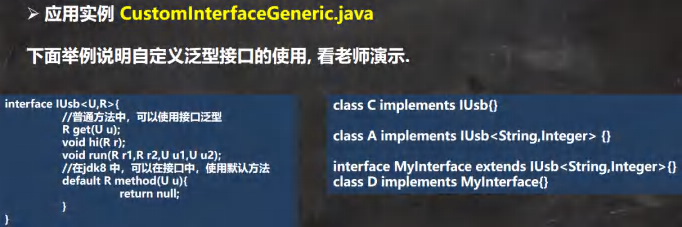 ➢ 应用实例 CustomInterfaceGeneric.java
下面举例说明自定义泛型接口的使用, 看老师演示.
interface IUsb<U,R>{
//普通方法中，可以使用接口泛型
R get(U u);
void hi(R r);
void run(R r1,R r2,U u1,U u2);
//在jdk8 中，可以在接口中，使用默认方法
default R method(U u){
return null;
}
}
class C implements IUsb{}
class A implements IUsb<String,Integer> {}
interface MyInterface extends IUsb<String,Integer>{}
class D implements MyInterface{}